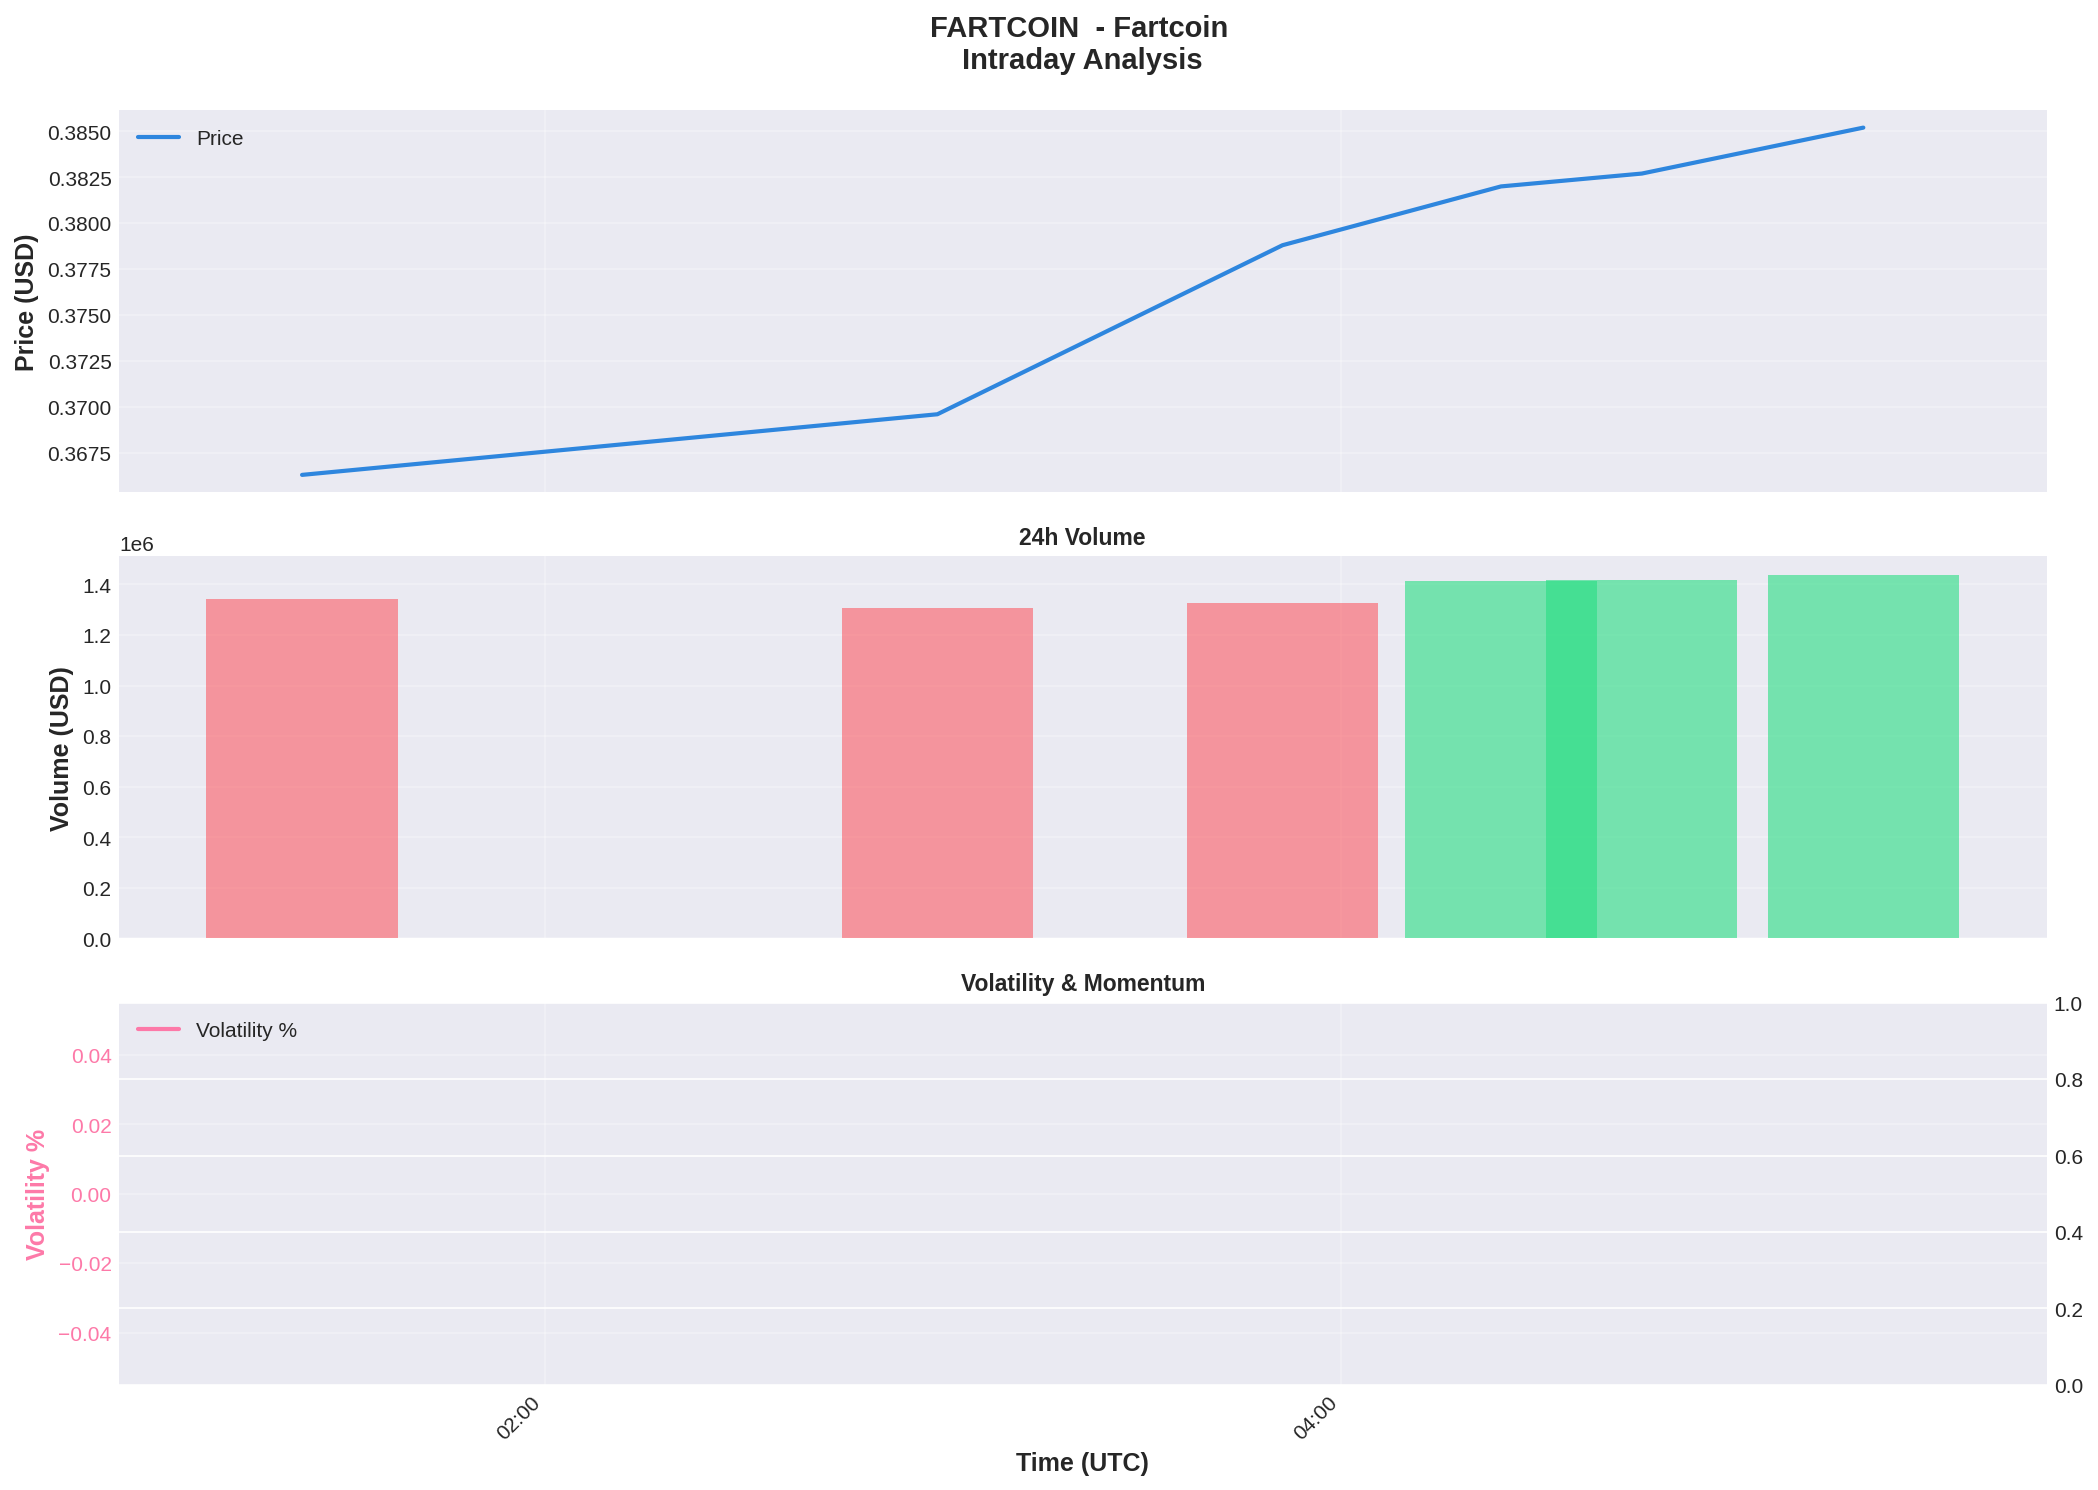 FARTCOIN  - Fartcoin
Intraday Analysis
Price
0.3850
0.3825
0.3800
0.3775
0.3750
0.3725
0.3700
0.3675
Price (USD)
24h Volume
1e6
1.4
1.2
1.0
0.8
0.6
0.4
0.2
0.0
Volume (USD)
Volatility & Momentum
Volatility %
0.04
0.02
0.00
−0.02
−0.04
Volatility %
1.0
0.8
0.6
0.4
0.2
0.0
02:00
04:00
Time (UTC)